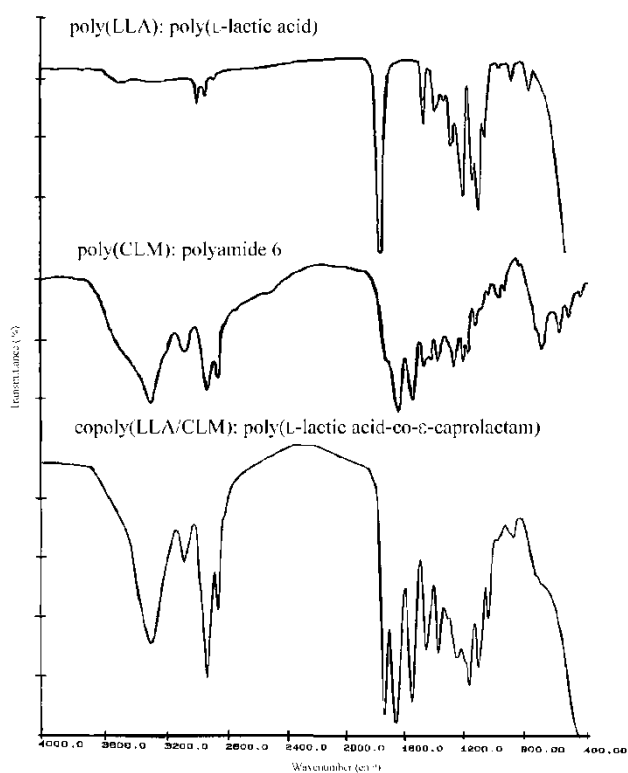 poly(LLA): poly(L-lactic acid)
poly(CLM): polyamide 6
Transmittance (%)
copoly(LLA/CLM): poly(L-lactic acid-co-ε-caprolactam)
4000.0 3600.0 3200.0 2800.0 2000.0 1600.0 1200.0 800.00 400.00
Wavenumber (cm⁻¹)